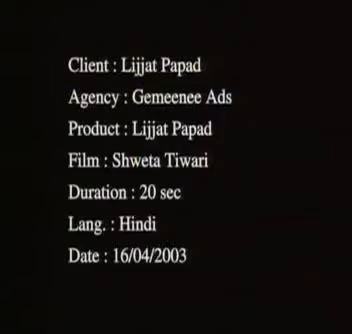 Client : Lijjat Papad
Agency : Gemeenee Ads
Product : Lijjat Papad
Film : Shweta Tiwari
Duration : 20 sec
Lang. : Hindi
Date : 16/04/2003